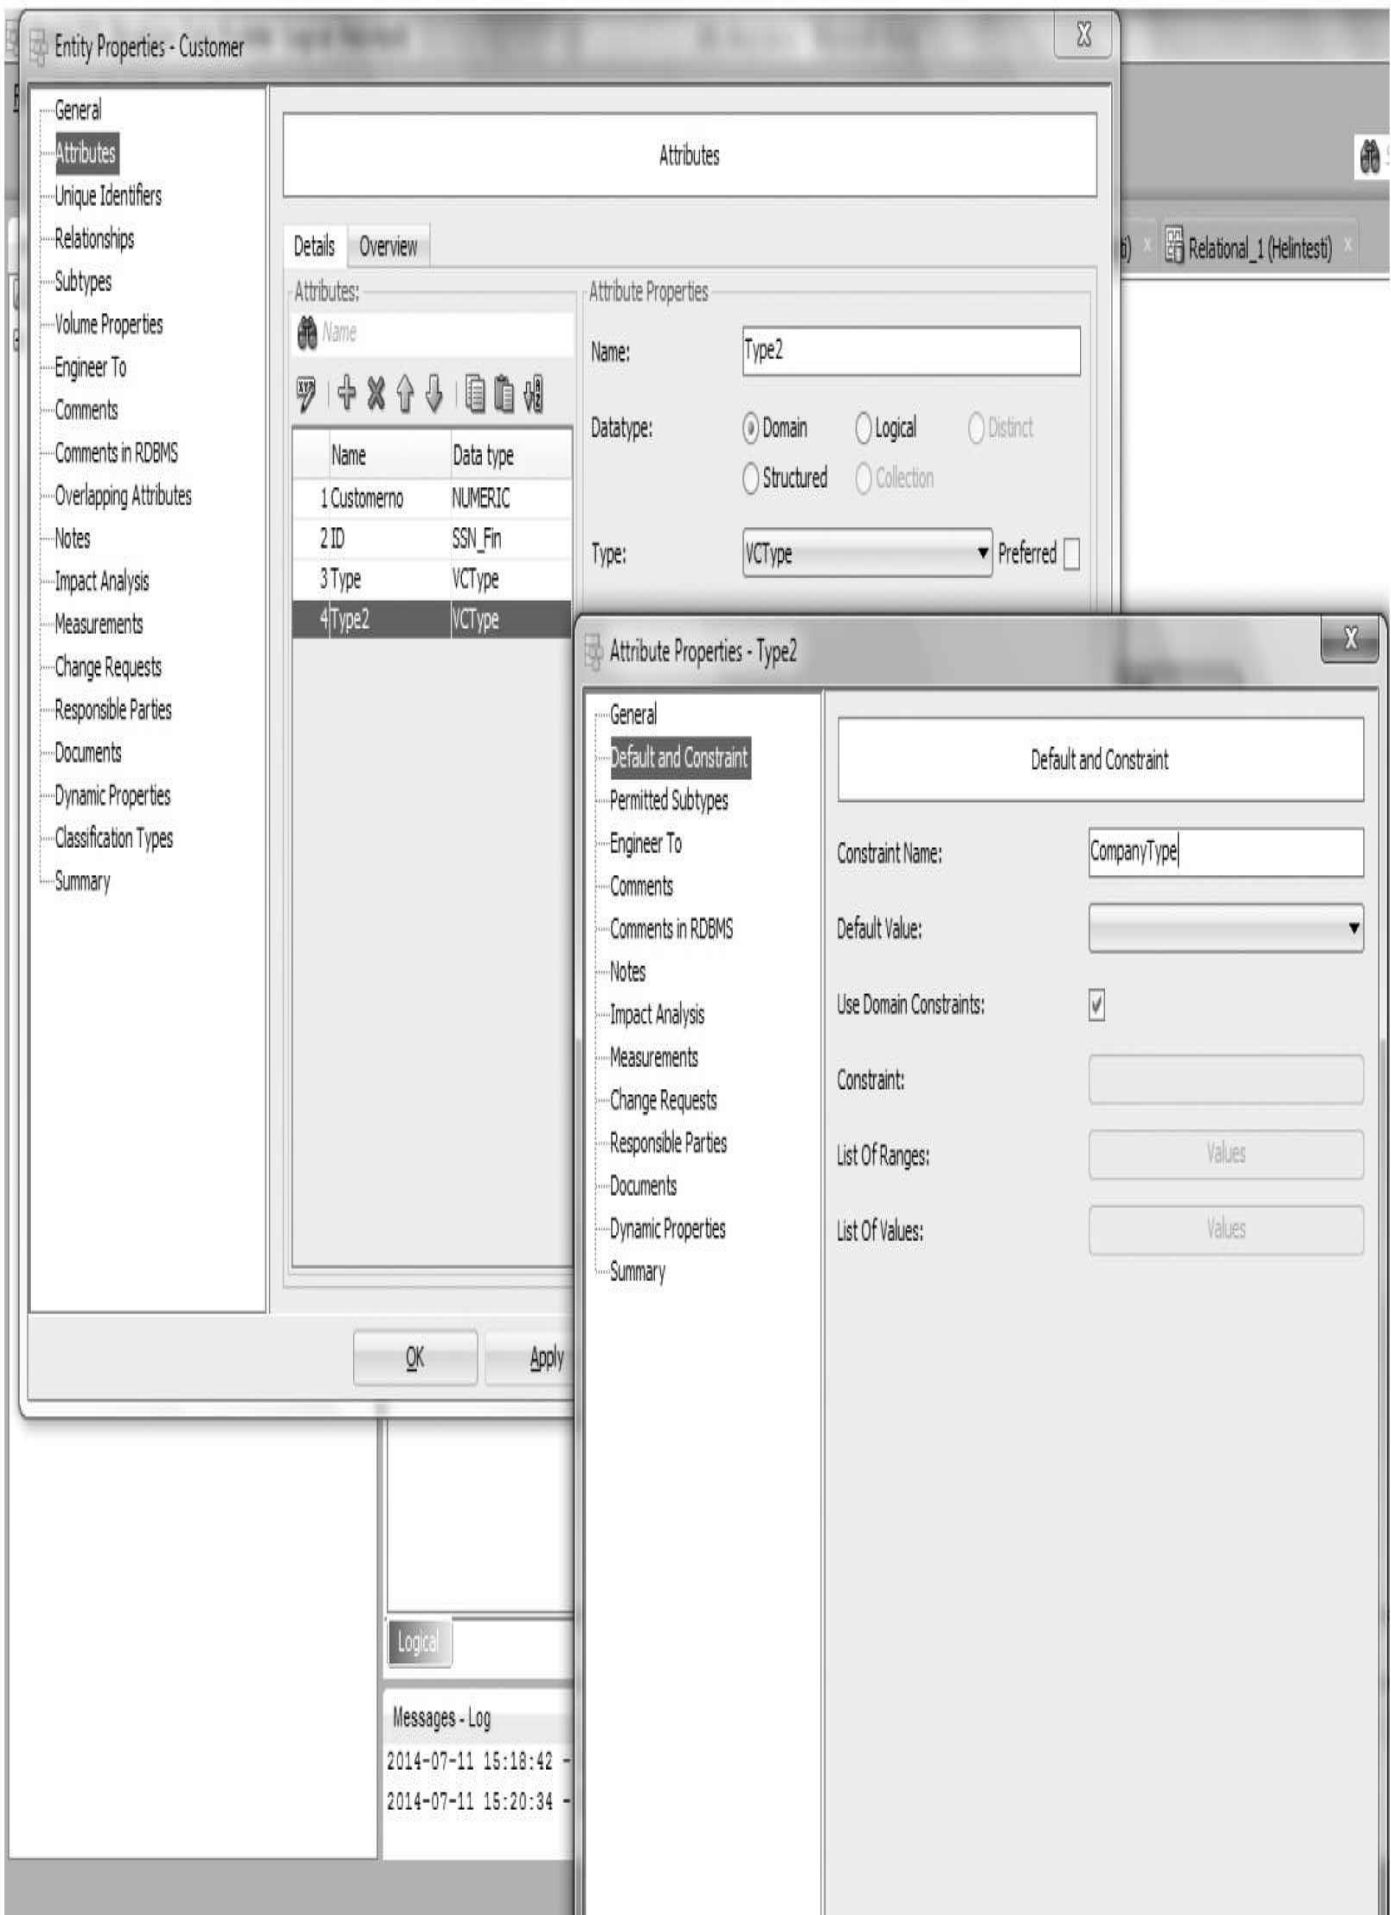 Entity Properties - Customer
General
Attributes
Unique Identifiers
Relationships
Subtypes
Volume Properties
Engineer To
Comments
Comments in RDBMS
Overlapping Attributes
Notes
Impact Analysis
Measurements
Change Requests
Responsible Parties
Documents
Dynamic Properties
Classification Types
Summary
Attributes
Details Overview
Attributes:
Name
Name Data type
1 Customerno NUMERIC
2 ID SSN_Fin
3 Type VCType
4 Type2 VCType
Attribute Properties
Name: Type2
Datatype: Domain Logical Distinct
Structured Collection
Type: VCType Preferred
OK Apply
Relational_1 (Helintesti)
Attribute Properties - Type2
General
Default and Constraint
Permitted Subtypes
Engineer To
Comments
Comments in RDBMS
Notes
Impact Analysis
Measurements
Change Requests
Responsible Parties
Documents
Dynamic Properties
Summary
Default and Constraint
Constraint Name: CompanyType
Default Value:
Use Domain Constraints:
Constraint:
List Of Ranges: Values
List Of Values: Values
Logical
Messages - Log
2014-07-11 15:18:42 -
2014-07-11 15:20:34 -